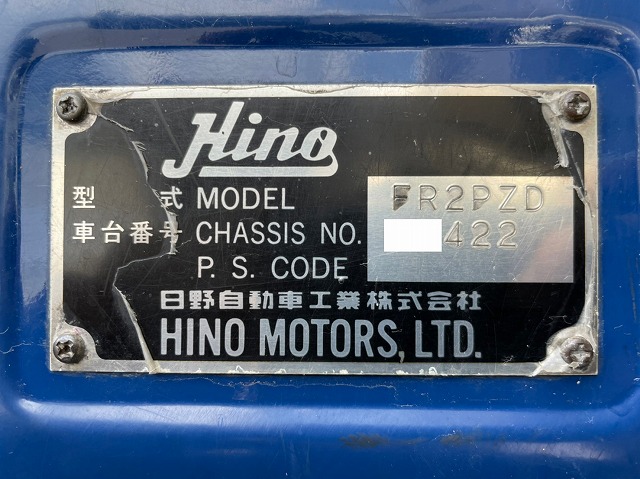 Hino
型 式 MODEL FR2PZD
車台番号 CHASSIS NO. 422
P. S. CODE
日野自動車工業株式会社
HINO MOTORS, LTD.